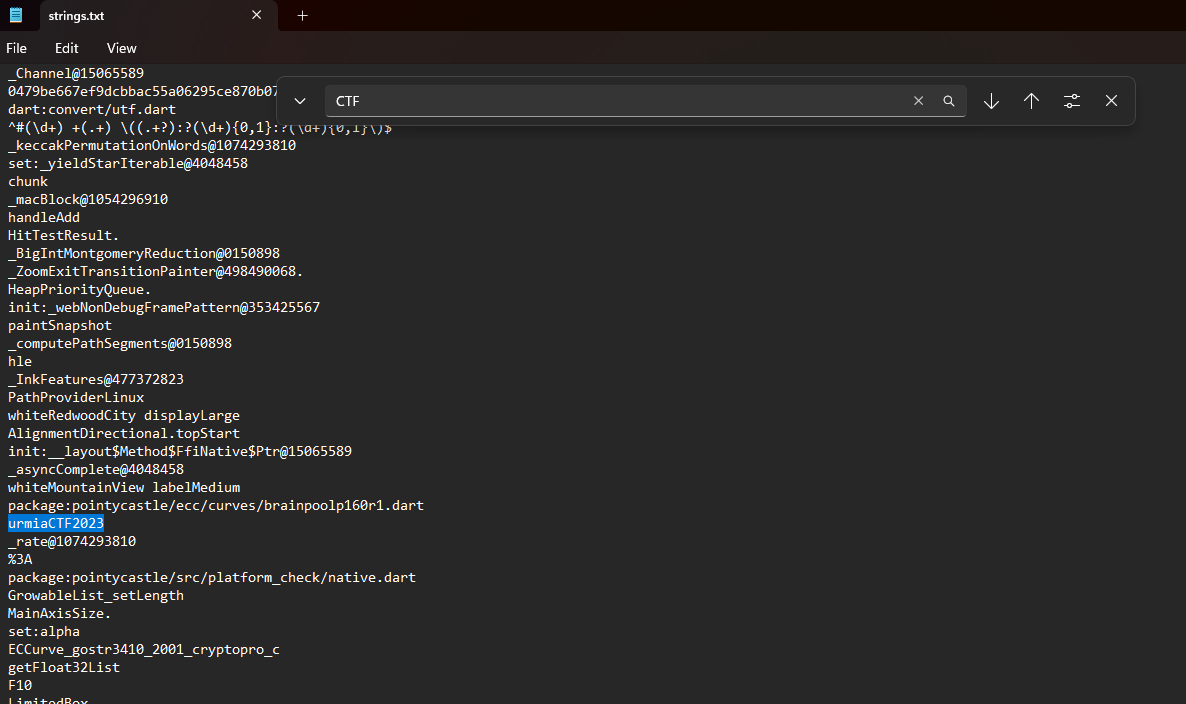 strings.txt
File Edit View
CTF
_Channel@15065589
0479be667ef9dcbbac55a06295ce870b07
dart:convert/utf.dart
^#(\d+) +(.+) \((.+?):?(\d+){0,1}:?(\d+){0,1}\)$
_keccakPermutationOnWords@1074293810
set:_yieldStarIterable@4048458
chunk
_macBlock@1054296910
handleAdd
HitTestResult.
_BigIntMontgomeryReduction@0150898
_ZoomExitTransitionPainter@498490068.
HeapPriorityQueue.
init:_webNonDebugFramePattern@353425567
paintSnapshot
_computePathSegments@0150898
hle
_InkFeatures@477372823
PathProviderLinux
whiteRedwoodCity displayLarge
AlignmentDirectional.topStart
init:__layout$Method$FfiNative$Ptr@15065589
_asyncComplete@4048458
whiteMountainView labelMedium
package:pointycastle/ecc/curves/brainpoolp160r1.dart
urmiaCTF2023
_rate@1074293810
%3A
package:pointycastle/src/platform_check/native.dart
GrowableList_setLength
MainAxisSize.
set:alpha
ECCurve_gostr3410_2001_cryptopro_c
getFloat32List
F10
LimitedBox